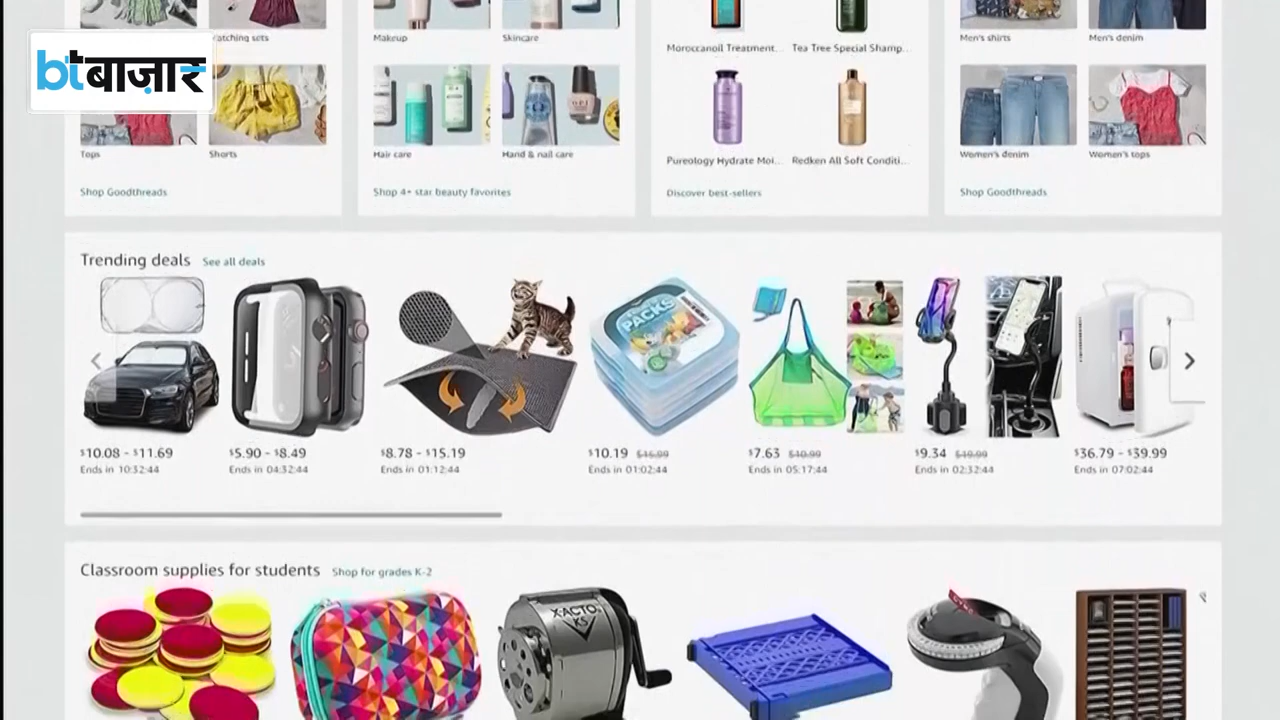 btबाज़ार
atching sets
Makeup
Skincare
Moroccanoil Treatment...
Tea Tree Special Shamp...
Men's shirts
Men's denim
Tops
Shorts
Hair care
Hand & nail care
Pureology Hydrate Moi...
Redken All Soft Conditi...
Women's denim
Women's tops
Shop Goodthreads
Shop 4+ star beauty favorites
Discover best-sellers
Shop Goodthreads
Trending deals See all deals
PACKS
$10.08 - $11.69
Ends in 10:32:44
$5.90 - $8.49
Ends in 04:32:44
$8.78 - $15.19
Ends in 01:12:44
$10.19 $15.99
Ends in 01:02:44
$7.63 $10.99
Ends in 05:17:44
$9.34 $19.99
Ends in 02:32:44
$36.79 - $39.99
Ends in 07:02:44
Classroom supplies for students Shop for grades K-2
X-ACTO
KS
DYMO